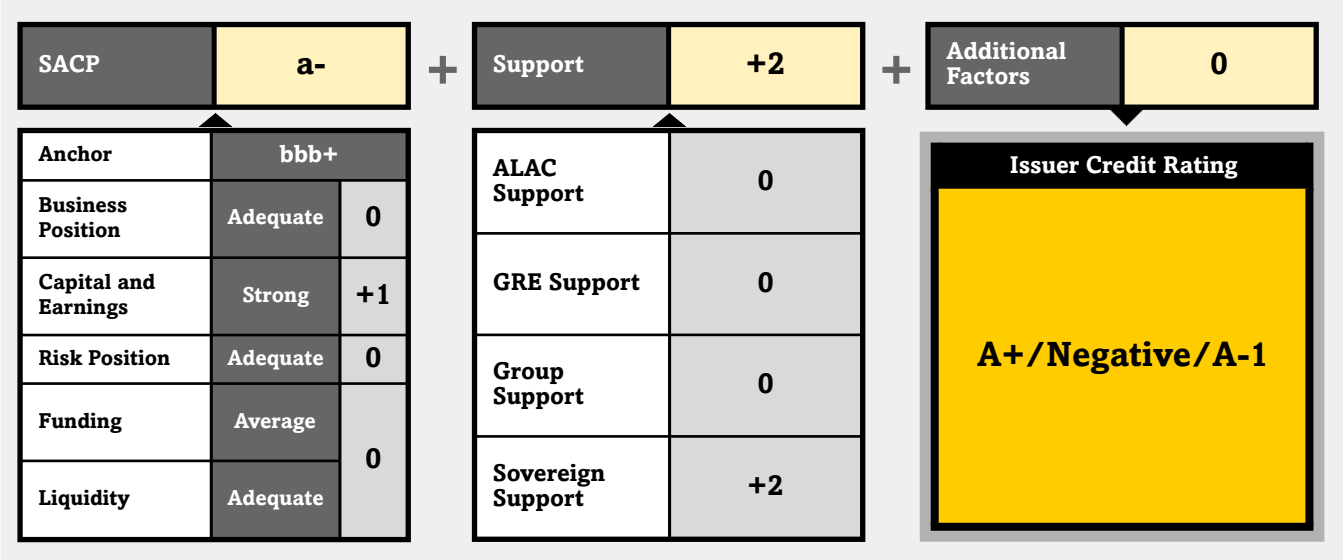 SACP
a-
+
Support
+2
+
Additional
Factors
0
Anchor
bbb+
Business
Position
Adequate
0
Capital and
Earnings
Strong
+1
Risk Position
Adequate
0
Funding
Average
Liquidity
Adequate
0
ALAC
Support
0
GRE Support
0
Group
Support
0
Sovereign
Support
+2
Issuer Credit Rating
A+/Negative/A-1